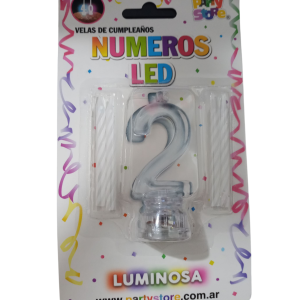 Party
Store
VELAS DE CUMPLEAÑOS
NUMEROS
LED
2
LUMINOSA
www.partystore.com.ar